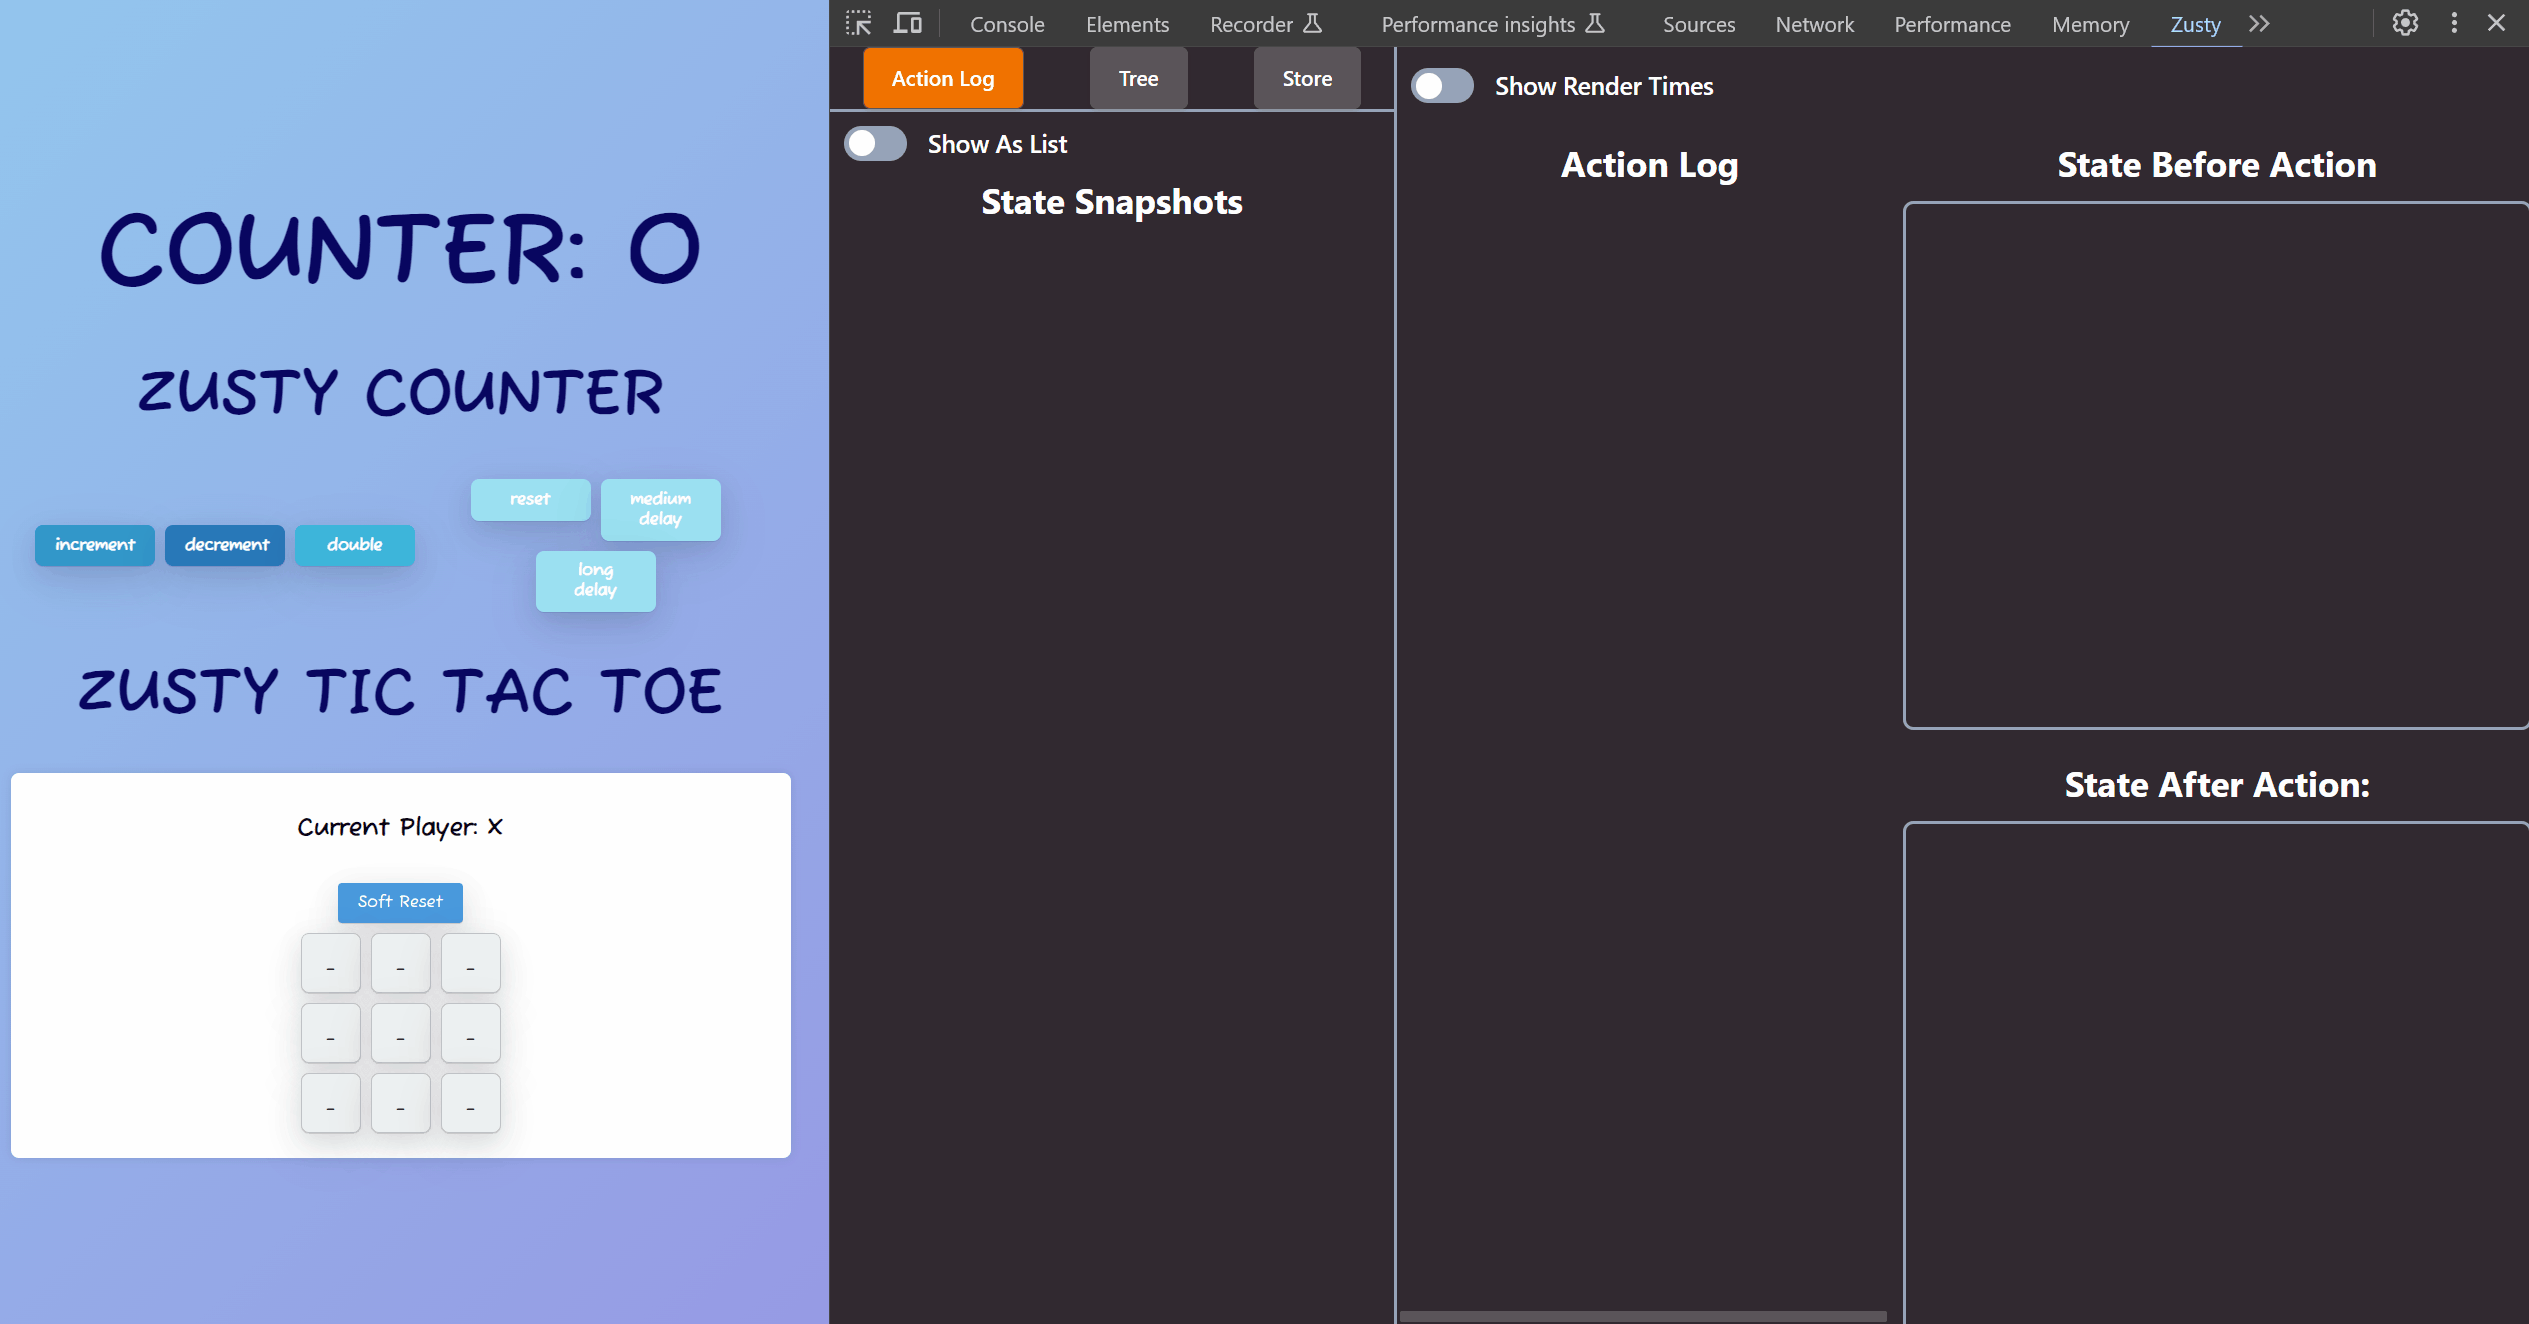 COUNTER: 0
ZUSTY COUNTER
increment
decrement
double
reset
medium
delay
long
delay
ZUSTY TIC TAC TOE
Current Player: X
Soft Reset
- - -
- - -
- - -
Console Elements Recorder Performance insights Sources Network Performance Memory Zusty
Action Log Tree Store
Show As List
State Snapshots
Show Render Times
Action Log
State Before Action
State After Action: